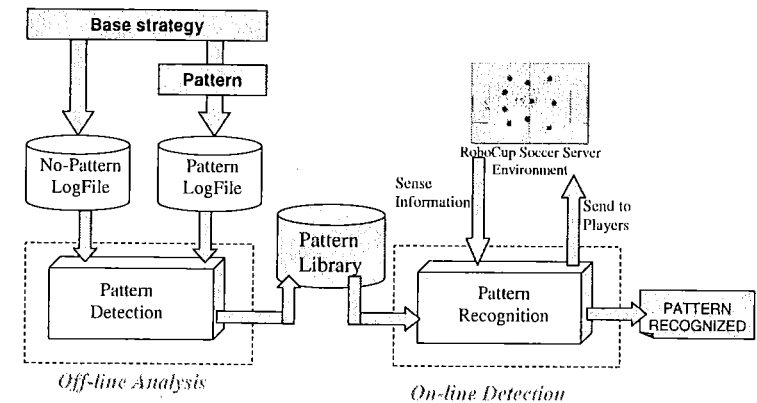 Base strategy
Pattern
No-Pattern
LogFile
Pattern
LogFile
Pattern
Library
Pattern
Detection
Off-line Analysis
RoboCup Soccer Server
Environment
Sense
Information
Send to
Players
Pattern
Recognition
PATTERN
RECOGNIZED
On-line Detection